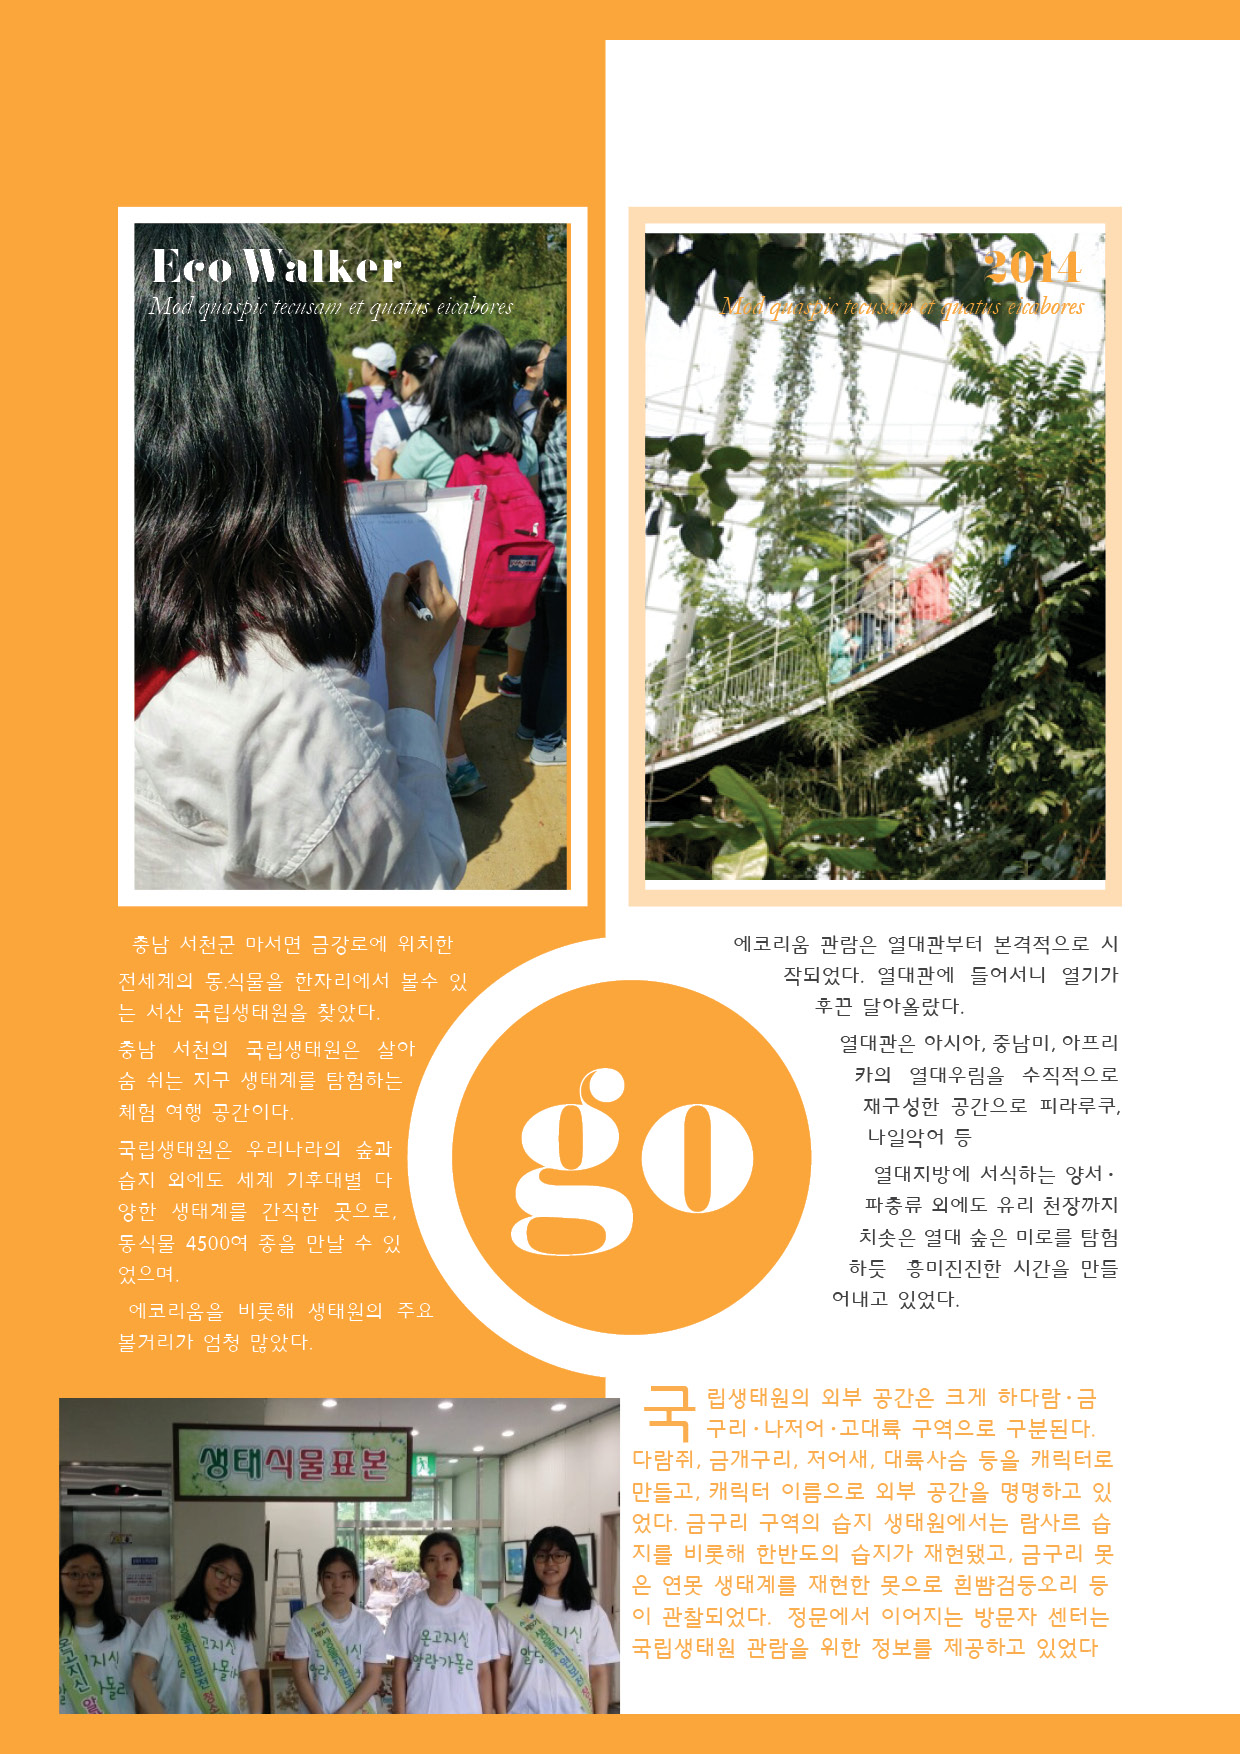 Eco Walker
Mod quaspic tecusam et quatus eicabores
2014
Mod quaspic tecusam et quatus eicabores
JANSPORT
충남 서천군 마서면 금강로에 위치한
전세계의 동.식물을 한자리에서 볼수 있
는 서산 국립생태원을 찾았다.
충남 서천의 국립생태원은 살아
숨 쉬는 지구 생태계를 탐험하는
체험 여행 공간이다.
국립생태원은 우리나라의 숲과
습지 외에도 세계 기후대별 다
양한 생태계를 간직한 곳으로,
동식물 4500여 종을 만날 수 있
었으며.
에코리움을 비롯해 생태원의 주요
볼거리가 엄청 많았다.
go
에코리움 관람은 열대관부터 본격적으로 시
작되었다. 열대관에 들어서니 열기가
후끈 달아올랐다.
열대관은 아시아, 중남미, 아프리
카의 열대우림을 수직적으로
재구성한 공간으로 피라루쿠,
나일악어 등
열대지방에 서식하는 양서·
파충류 외에도 유리 천장까지
치솟은 열대 숲은 미로를 탐험
하듯 흥미진진한 시간을 만들
어내고 있었다.
국립생태원의 외부 공간은 크게 하다람·금
구리·나저어·고대륙 구역으로 구분된다.
다람쥐, 금개구리, 저어새, 대륙사슴 등을 캐릭터로
만들고, 캐릭터 이름으로 외부 공간을 명명하고 있
었다. 금구리 구역의 습지 생태원에서는 람사르 습
지를 비롯해 한반도의 습지가 재현됐고, 금구리 못
은 연못 생태계를 재현한 못으로 흰뺨검둥오리 등
이 관찰되었다. 정문에서 이어지는 방문자 센터는
국립생태원 관람을 위한 정보를 제공하고 있었다
생태식물표본
온고지신
알랑가몰라